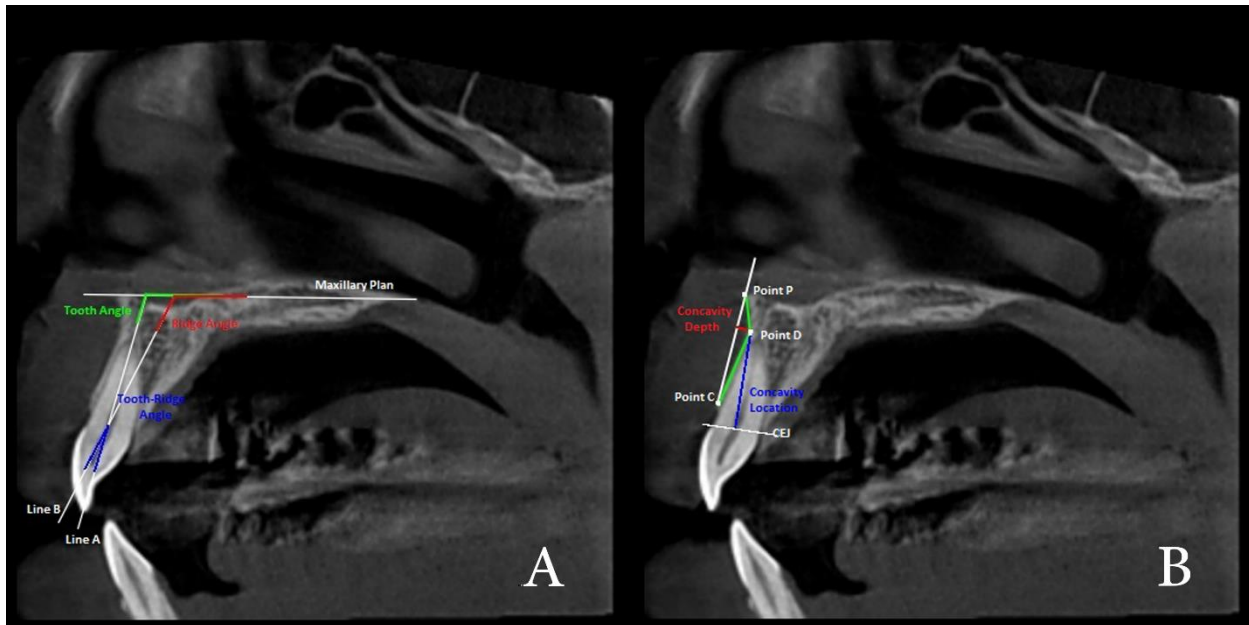 Maxillary Plan
Tooth Angle
Ridge Angle
Tooth-Ridge
Angle
Line B
Line A
A
Point P
Concavity
Depth
Point D
Point C
Concavity
Location
CEJ
B